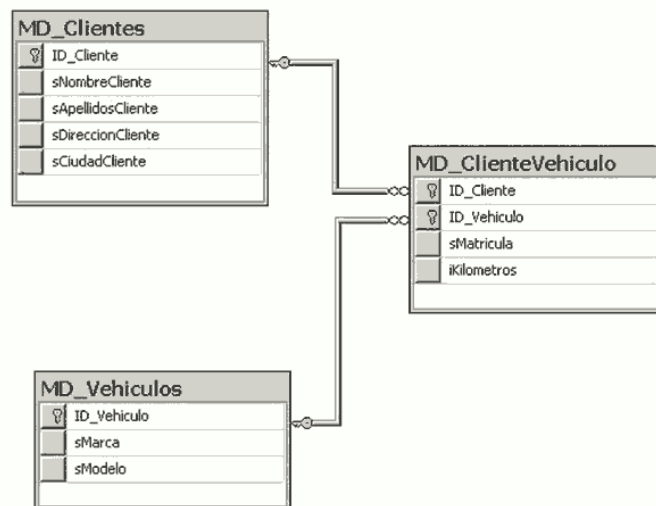 MD_Clientes
ID_Cliente
sNombreCliente
sApellidosCliente
sDireccionCliente
sCiudadCliente
MD_ClienteVehiculo
ID_Cliente
ID_Vehiculo
sMatricula
iKilometros
MD_Vehiculos
ID_Vehiculo
sMarca
sModelo